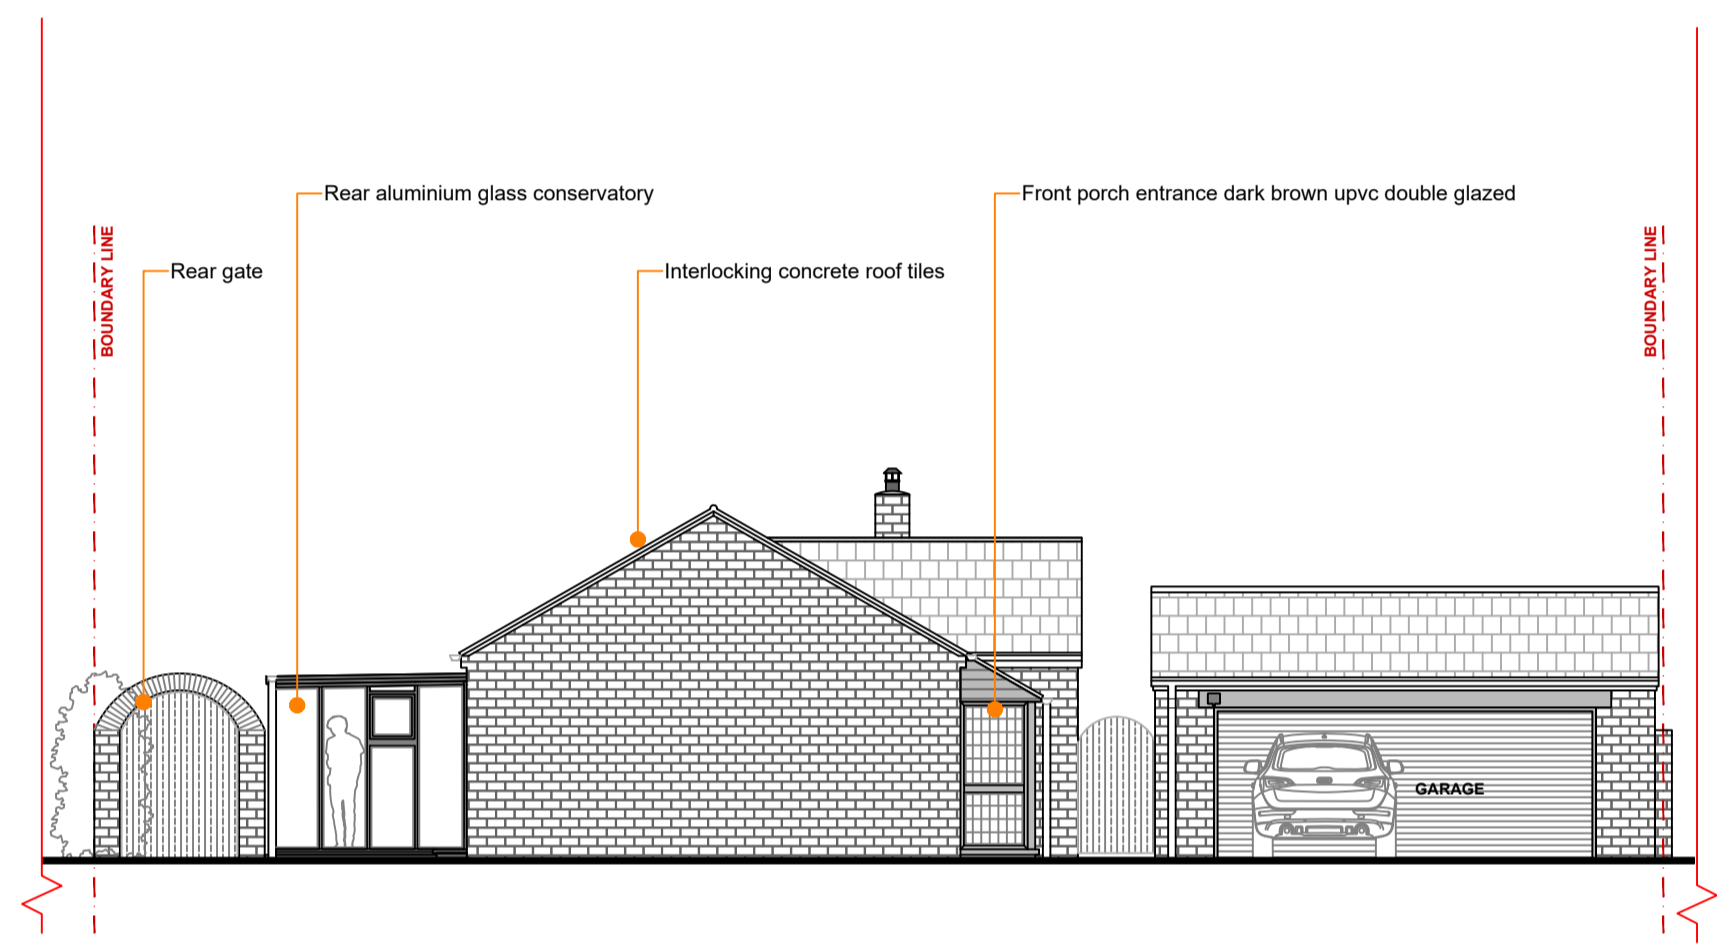 Rear aluminium glass conservatory
Front porch entrance dark brown upvc double glazed
BOUNDARY LINE
BOUNDARY LINE
Rear gate
Interlocking concrete roof tiles
GARAGE